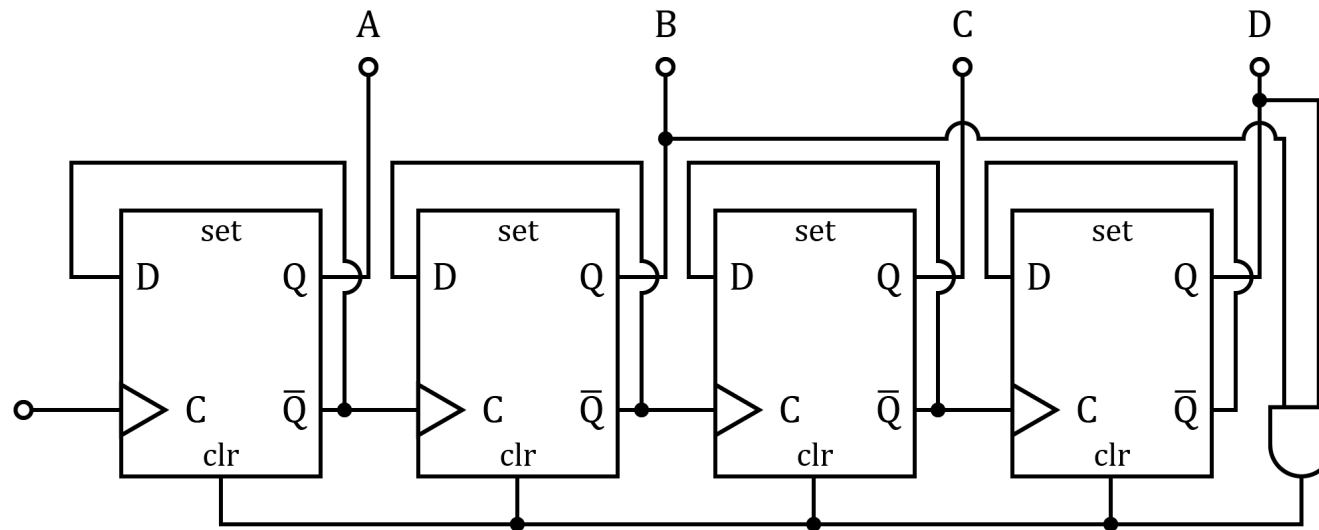 A B C D
set set set set
D Q D Q D Q D Q
C Q̅ C Q̅ C Q̅ C Q̅
clr clr clr clr